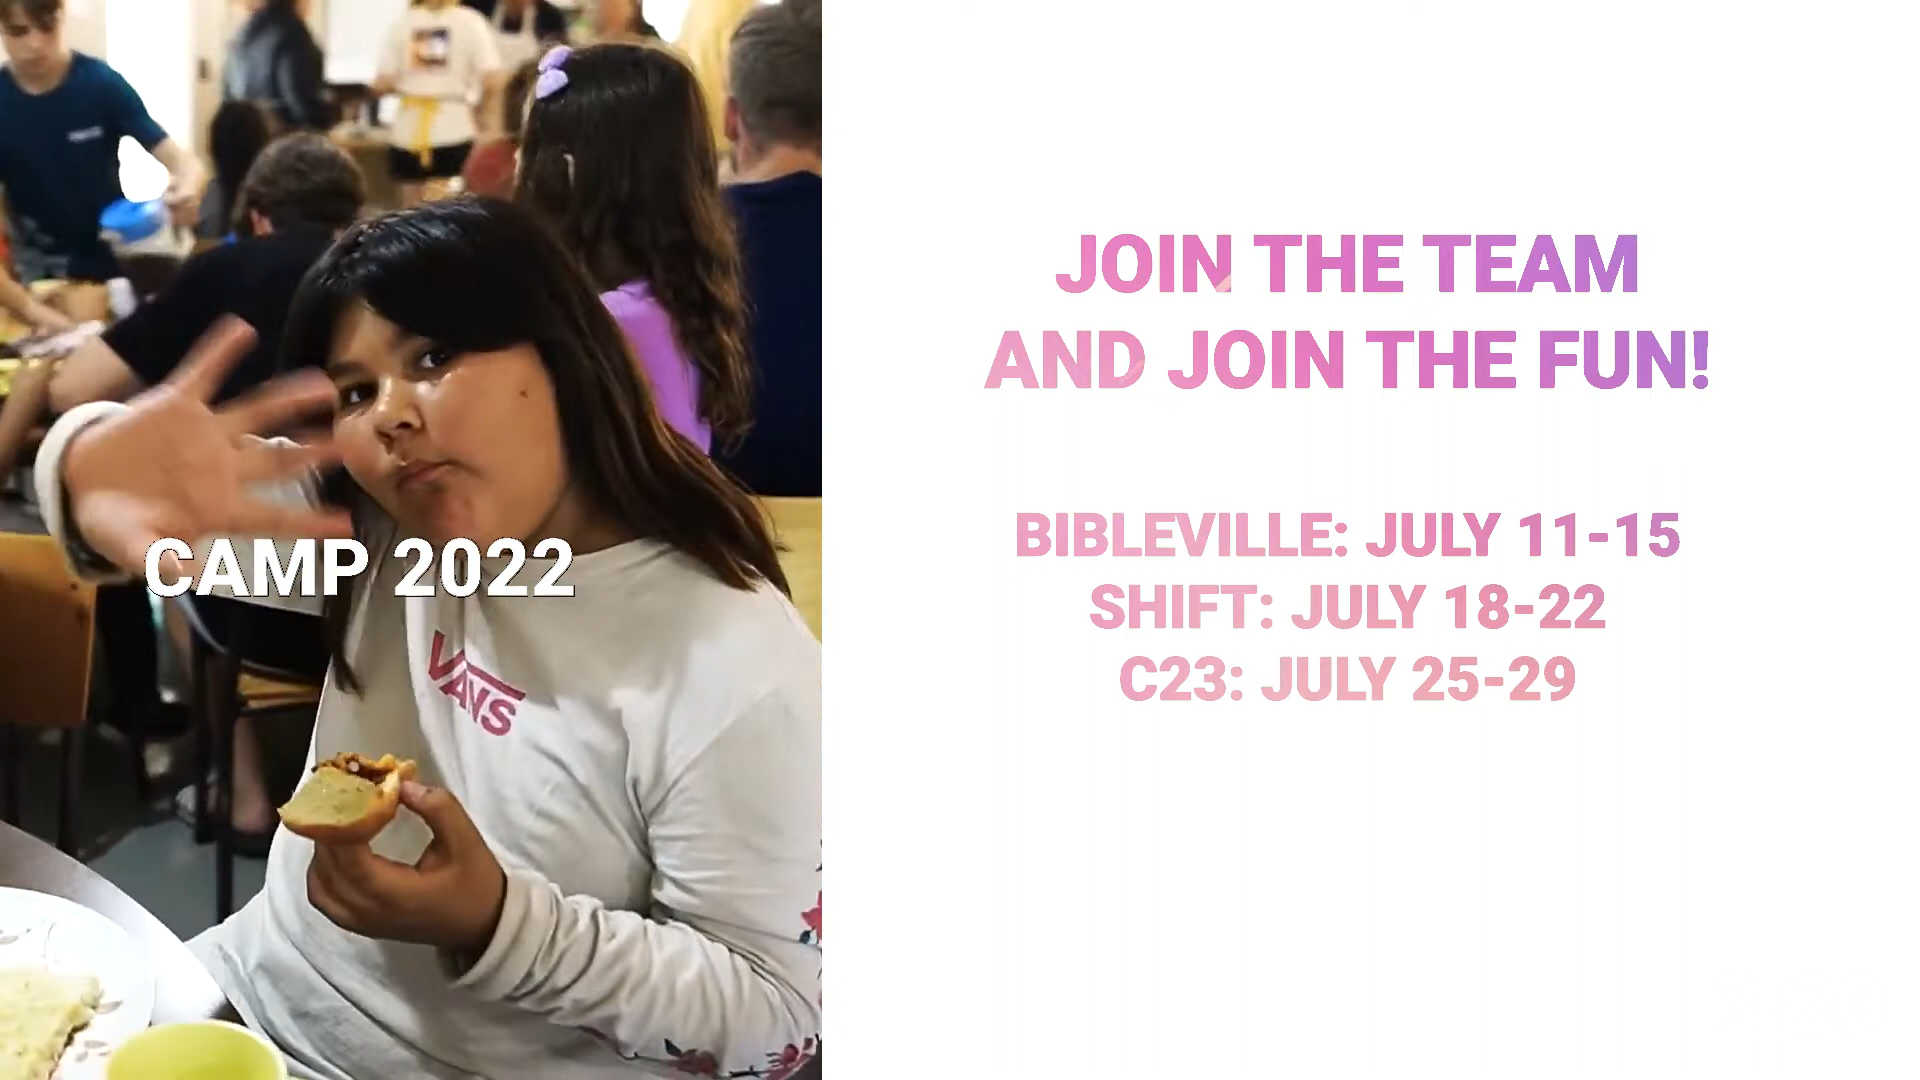 CAMP 2022
VANS
JOIN THE TEAM
AND JOIN THE FUN!
BIBLEVILLE: JULY 11-15
SHIFT: JULY 18-22
C23: JULY 25-29